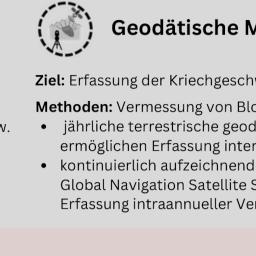 Geodätische M
Ziel: Erfassung der Kriechgeschw
Methoden: Vermessung von Blo
w.
• jährliche terrestrische geod
ermöglichen Erfassung inter
• kontinuierlich aufzeichnend
Global Navigation Satellite S
Erfassung intraannueller Ver